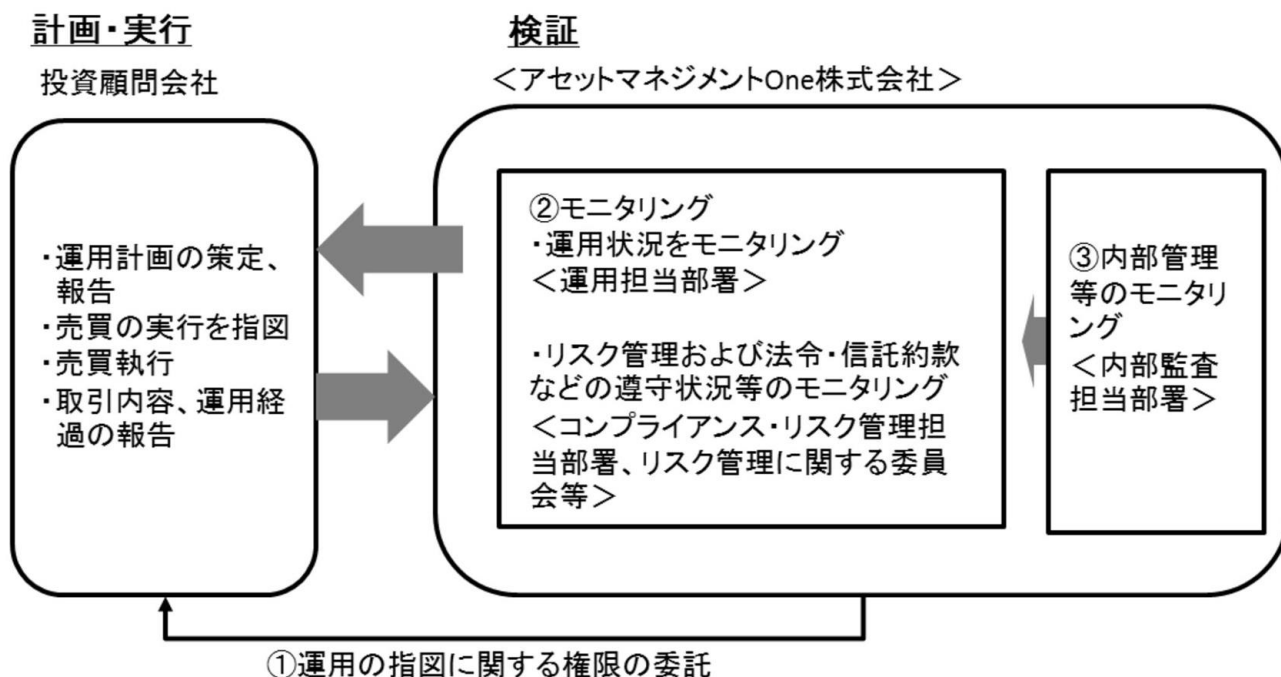 計画・実行
投資顧問会社
・運用計画の策定、
報告
・売買の実行を指図
・売買執行
・取引内容、運用経
過の報告
検証
＜アセットマネジメントOne株式会社＞
②モニタリング
・運用状況をモニタリング
＜運用担当部署＞
・リスク管理および法令・信託約款
などの遵守状況等のモニタリング
＜コンプライアンス・リスク管理担
当部署、リスク管理に関する委員
会等＞
③内部管理
等のモニタリ
ング
＜内部監査
担当部署＞
①運用の指図に関する権限の委託